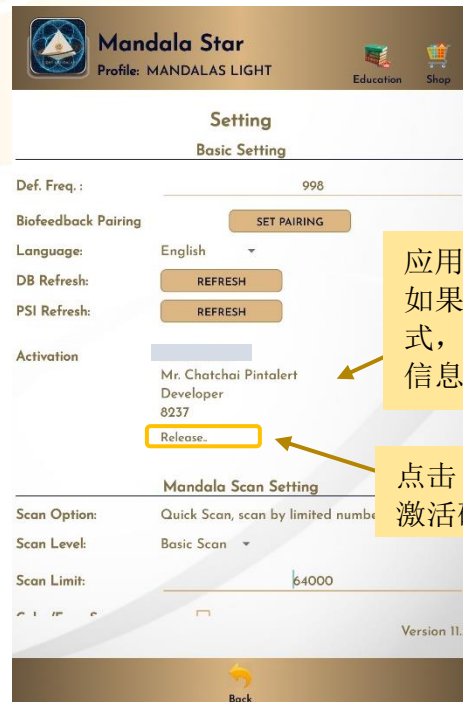 Mandala Star
Profile: MANDALAS LIGHT
Education
Shop
Setting
Basic Setting
Def. Freq. :
998
Biofeedback Pairing
SET PAIRING
Language:
English
DB Refresh:
REFRESH
PSI Refresh:
REFRESH
Activation
Mr. Chatchai Pintalert
Developer
8237
Release..
应用
如果
式，
信息
点击
激活
Mandala Scan Setting
Scan Option:
Quick Scan, scan by limited numbe
Scan Level:
Basic Scan
Scan Limit:
64000
Version 11.
Back